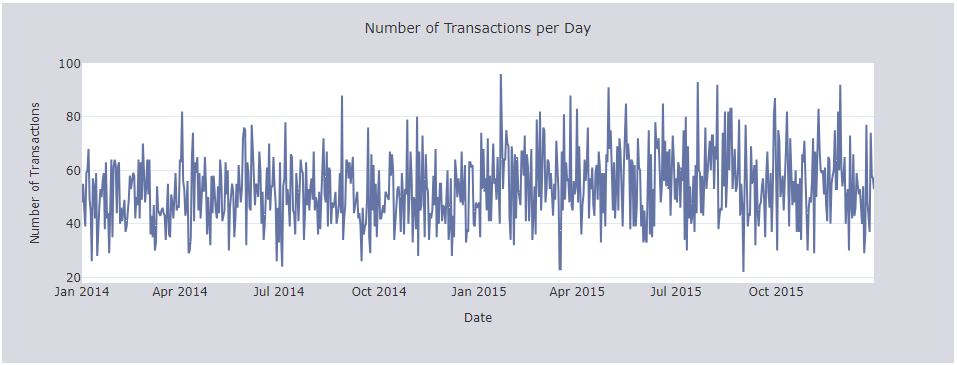 Number of Transactions per Day
100
80
60
40
20
Number of Transactions
Jan 2014 Apr 2014 Jul 2014 Oct 2014 Jan 2015 Apr 2015 Jul 2015 Oct 2015
Date